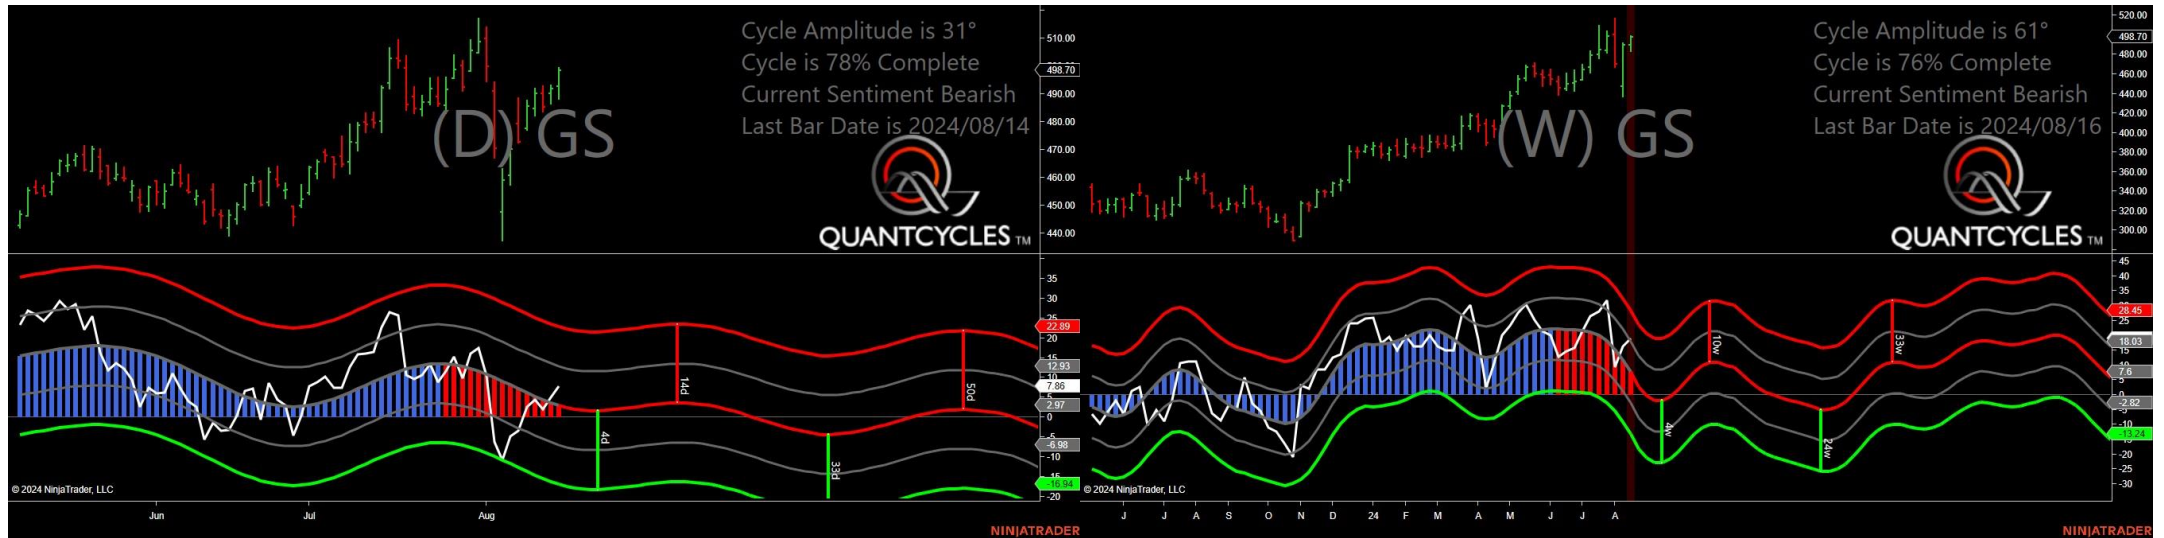 Cycle Amplitude is 31°
Cycle is 78% Complete
Current Sentiment Bearish
Last Bar Date is 2024/08/14
(D) GS
QUANTCYCLES TM
510.00
498.70
490.00
480.00
470.00
460.00
450.00
440.00
35
30
22.89
20
15
12.93
10
7.86
5
2.97
0
-5
-6.98
-10
-15
-16.94
-20
4d
14d
33d
50d
© 2024 NinjaTrader, LLC
Jun
Jul
Aug
NINJATRADER
Cycle Amplitude is 61°
Cycle is 76% Complete
Current Sentiment Bearish
Last Bar Date is 2024/08/16
(W) GS
QUANTCYCLES TM
520.00
498.70
480.00
460.00
440.00
420.00
400.00
380.00
360.00
340.00
320.00
300.00
45
40
35
28.45
25
18.03
15
7.6
5
0
-2.82
-5
-13.24
-15
-20
-25
-30
4w
10w
24w
33w
© 2024 NinjaTrader, LLC
J
J
A
S
O
N
D
24
F
M
A
M
J
J
A
NINJATRADER